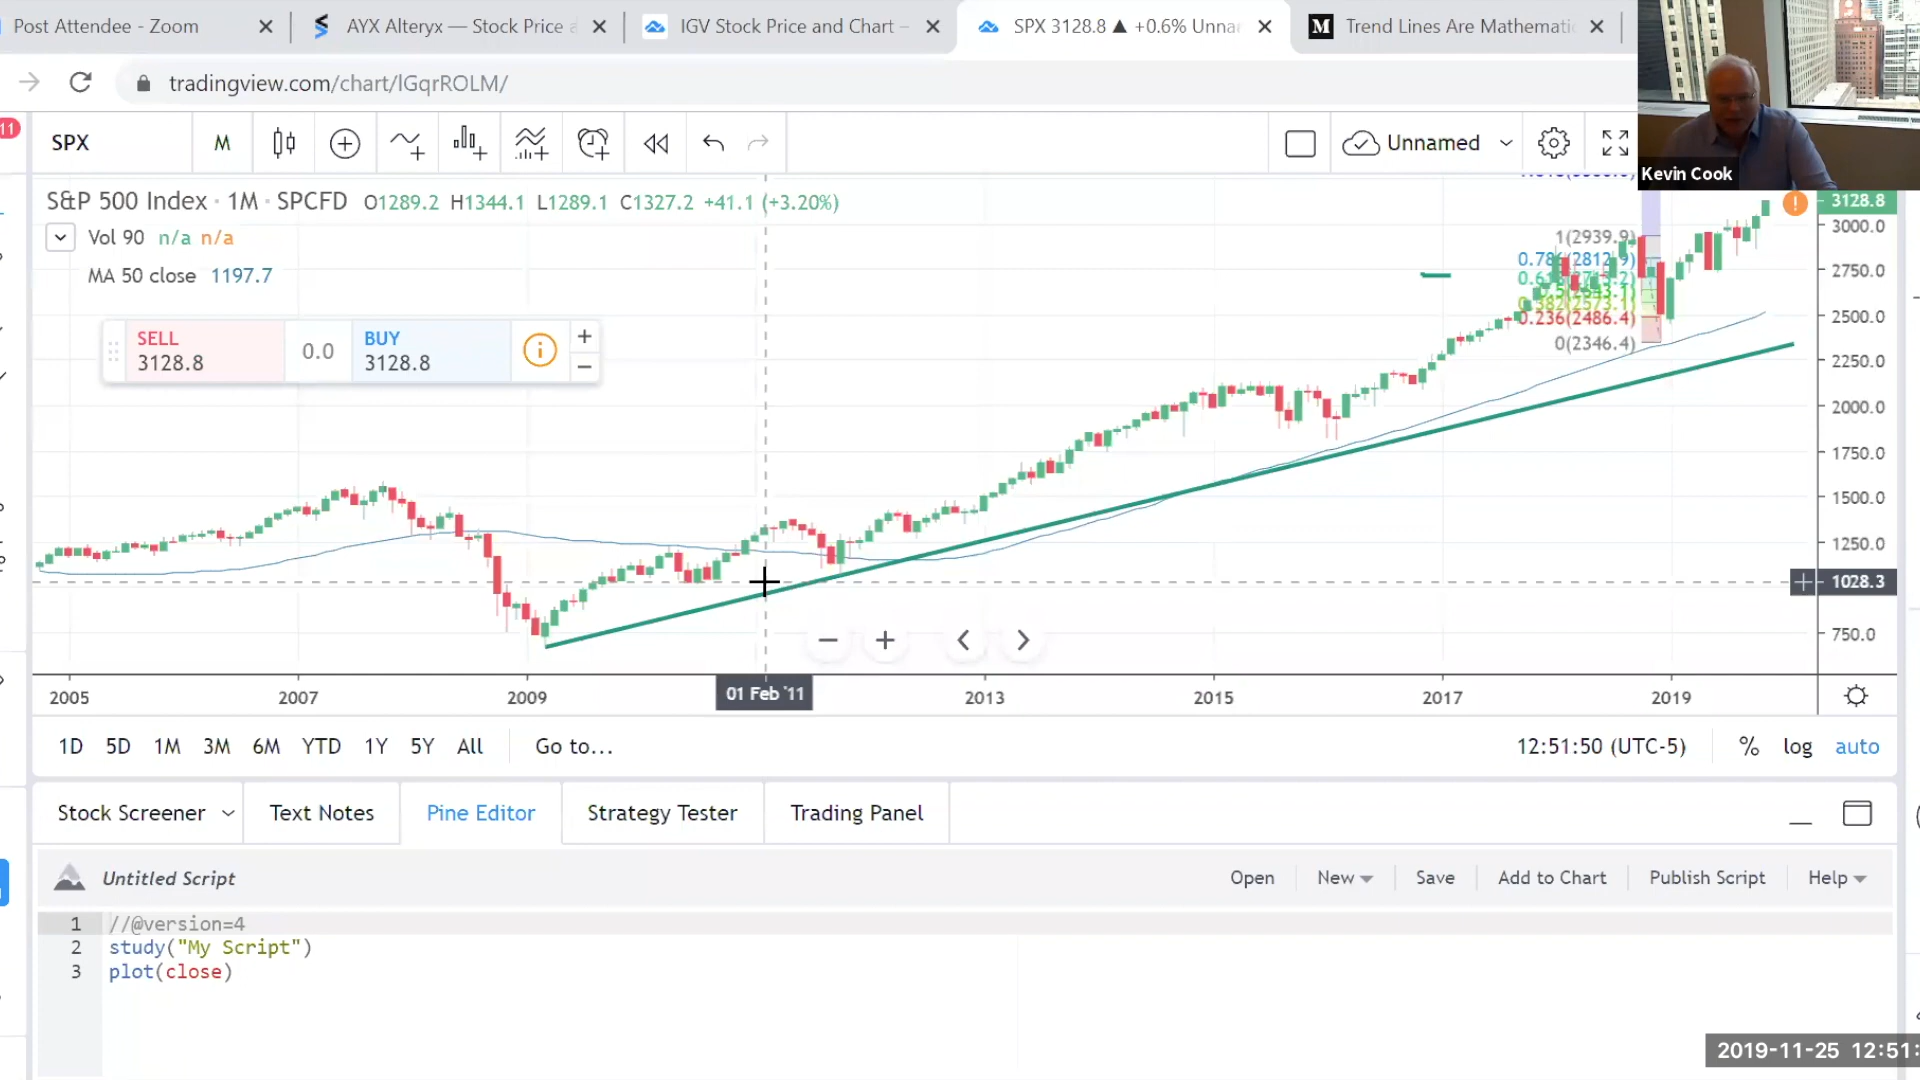 Post Attendee - Zoom
AYX Alteryx — Stock Price a
IGV Stock Price and Chart —
SPX 3128.8 ▲ +0.6% Unna
M Trend Lines Are Mathemati
tradingview.com/chart/lGqrROLM/
Kevin Cook
11
SPX
M
Unnamed
S&P 500 Index · 1M · SPCFD O1289.2 H1344.1 L1289.1 C1327.2 +41.1 (+3.20%)
Vol 90 n/a n/a
MA 50 close 1197.7
SELL
3128.8
0.0
BUY
3128.8
1(2939.9)
0.236(2486.4)
0(2346.4)
3128.8
3000.0
2750.0
2500.0
2250.0
2000.0
1750.0
1500.0
1250.0
1028.3
750.0
2005 2007 2009 01 Feb '11 2013 2015 2017 2019
1D 5D 1M 3M 6M YTD 1Y 5Y All Go to... 12:51:50 (UTC-5) % log auto
Stock Screener Text Notes Pine Editor Strategy Tester Trading Panel
Untitled Script Open New Save Add to Chart Publish Script Help
1 //@version=4
2 study("My Script")
3 plot(close)
2019-11-25 12:51: